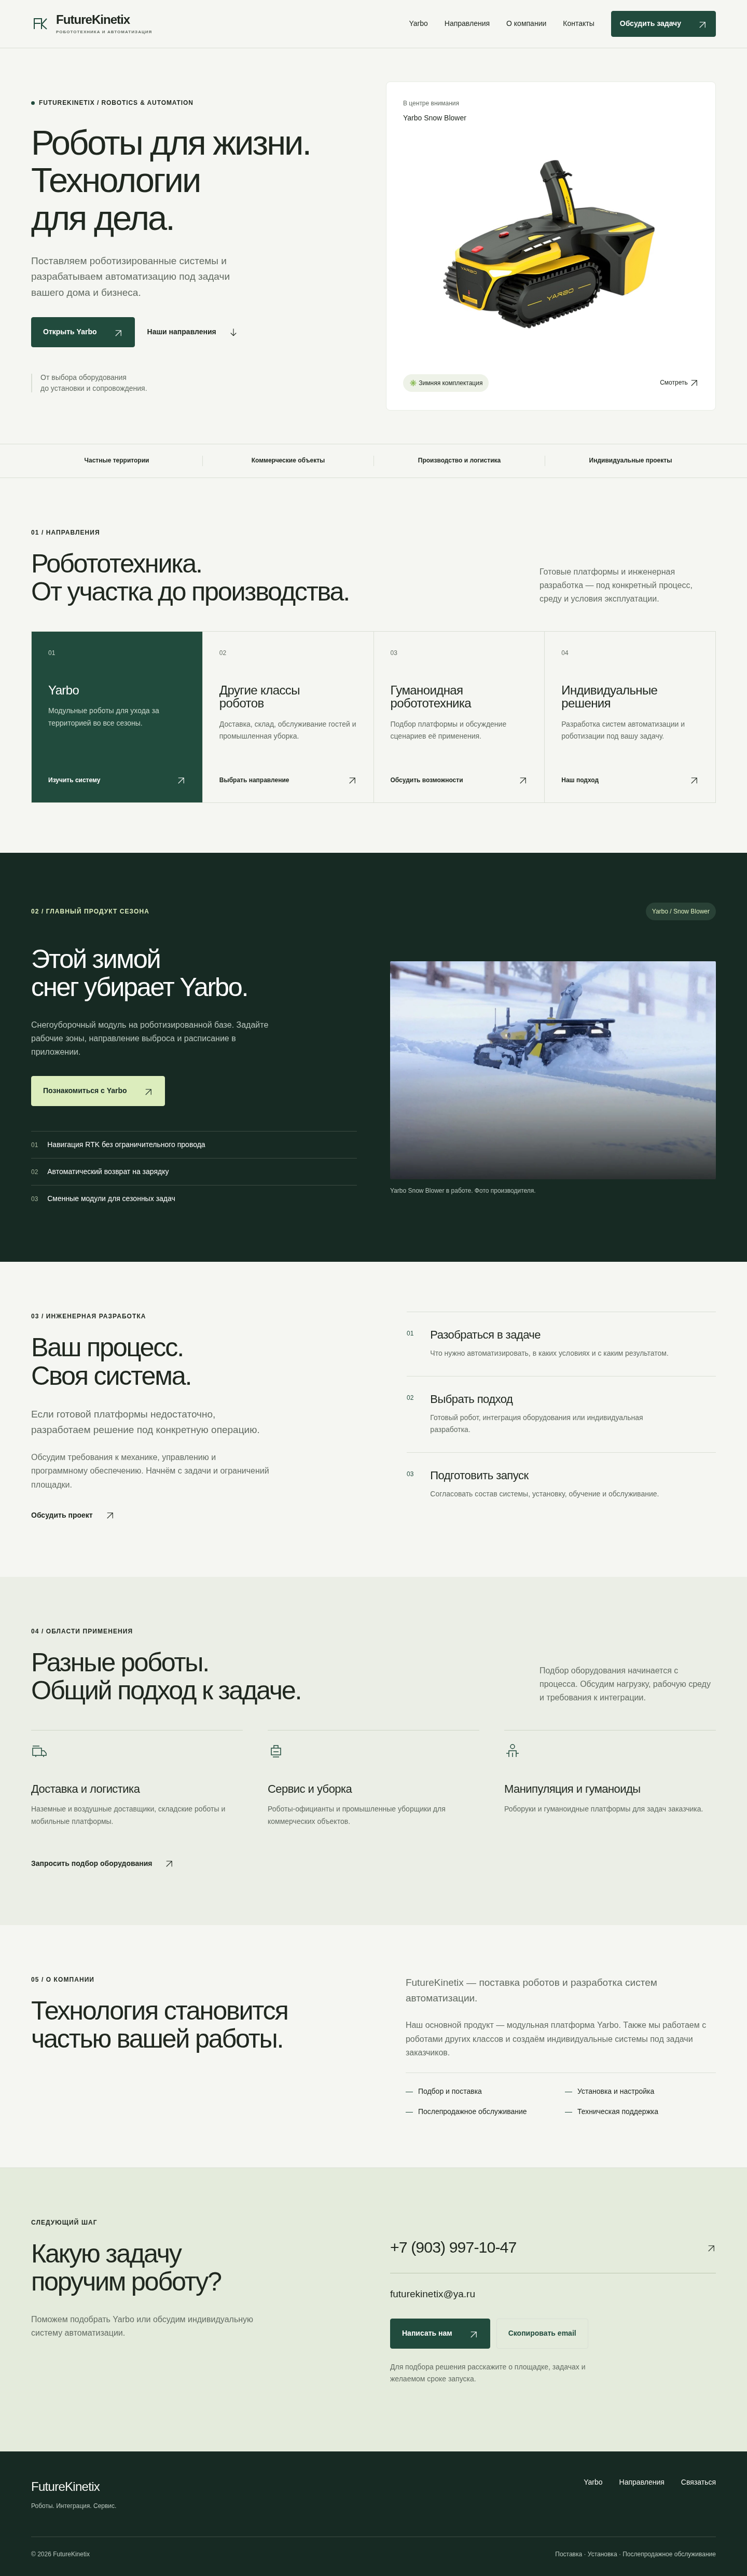 FutureKinetix
РОБОТОТЕХНИКА И АВТОМАТИЗАЦИЯ
Yarbo
Направления
О компании
Контакты
Обсудить задачу
FUTUREKINETIX / ROBOTICS & AUTOMATION
Роботы для жизни.
Технологии
для дела.
Поставляем роботизированные системы и
разрабатываем автоматизацию под задачи
вашего дома и бизнеса.
Открыть Yarbo
Наши направления
От выбора оборудования
до установки и сопровождения.
В центре внимания
Yarbo Snow Blower
YARBO
YARBO
Зимняя комплектация
Смотреть
Частные территории
Коммерческие объекты
Производство и логистика
Индивидуальные проекты
01 / НАПРАВЛЕНИЯ
Робототехника.
От участка до производства.
Готовые платформы и инженерная
разработка — под конкретный процесс,
среду и условия эксплуатации.
01
Yarbo
Модульные роботы для ухода за
территорией во все сезоны.
Изучить систему
02
Другие классы
роботов
Доставка, склад, обслуживание гостей и
промышленная уборка.
Выбрать направление
03
Гуманоидная
робототехника
Подбор платформы и обсуждение
сценариев её применения.
Обсудить возможности
04
Индивидуальные
решения
Разработка систем автоматизации и
роботизации под вашу задачу.
Наш подход
02 / ГЛАВНЫЙ ПРОДУКТ СЕЗОНА
Yarbo / Snow Blower
Этой зимой
снег убирает Yarbo.
Снегоуборочный модуль на роботизированной базе. Задайте
рабочие зоны, направление выброса и расписание в
приложении.
Познакомиться с Yarbo
01 Навигация RTK без ограничительного провода
02 Автоматический возврат на зарядку
03 Сменные модули для сезонных задач
Yarbo Snow Blower в работе. Фото производителя.
03 / ИНЖЕНЕРНАЯ РАЗРАБОТКА
Ваш процесс.
Своя система.
Если готовой платформы недостаточно,
разработаем решение под конкретную операцию.
Обсудим требования к механике, управлению и
программному обеспечению. Начнём с задачи и ограничений
площадки.
Обсудить проект
01
Разобраться в задаче
Что нужно автоматизировать, в каких условиях и с каким результатом.
02
Выбрать подход
Готовый робот, интеграция оборудования или индивидуальная
разработка.
03
Подготовить запуск
Согласовать состав системы, установку, обучение и обслуживание.
04 / ОБЛАСТИ ПРИМЕНЕНИЯ
Разные роботы.
Общий подход к задаче.
Подбор оборудования начинается с
процесса. Обсудим нагрузку, рабочую среду
и требования к интеграции.
Доставка и логистика
Наземные и воздушные доставщики, складские роботы и
мобильные платформы.
Сервис и уборка
Роботы-официанты и промышленные уборщики для
коммерческих объектов.
Манипуляция и гуманоиды
Роборуки и гуманоидные платформы для задач заказчика.
Запросить подбор оборудования
05 / О КОМПАНИИ
Технология становится
частью вашей работы.
FutureKinetix — поставка роботов и разработка систем
автоматизации.
Наш основной продукт — модульная платформа Yarbo. Также мы работаем с
роботами других классов и создаём индивидуальные системы под задачи
заказчиков.
— Подбор и поставка
— Установка и настройка
— Послепродажное обслуживание
— Техническая поддержка
СЛЕДУЮЩИЙ ШАГ
Какую задачу
поручим роботу?
Поможем подобрать Yarbo или обсудим индивидуальную
систему автоматизации.
+7 (903) 997-10-47
futurekinetix@ya.ru
Написать нам
Скопировать email
Для подбора решения расскажите о площадке, задачах и
желаемом сроке запуска.
FutureKinetix
Роботы. Интеграция. Сервис.
Yarbo
Направления
Связаться
© 2026 FutureKinetix
Поставка · Установка · Послепродажное обслуживание